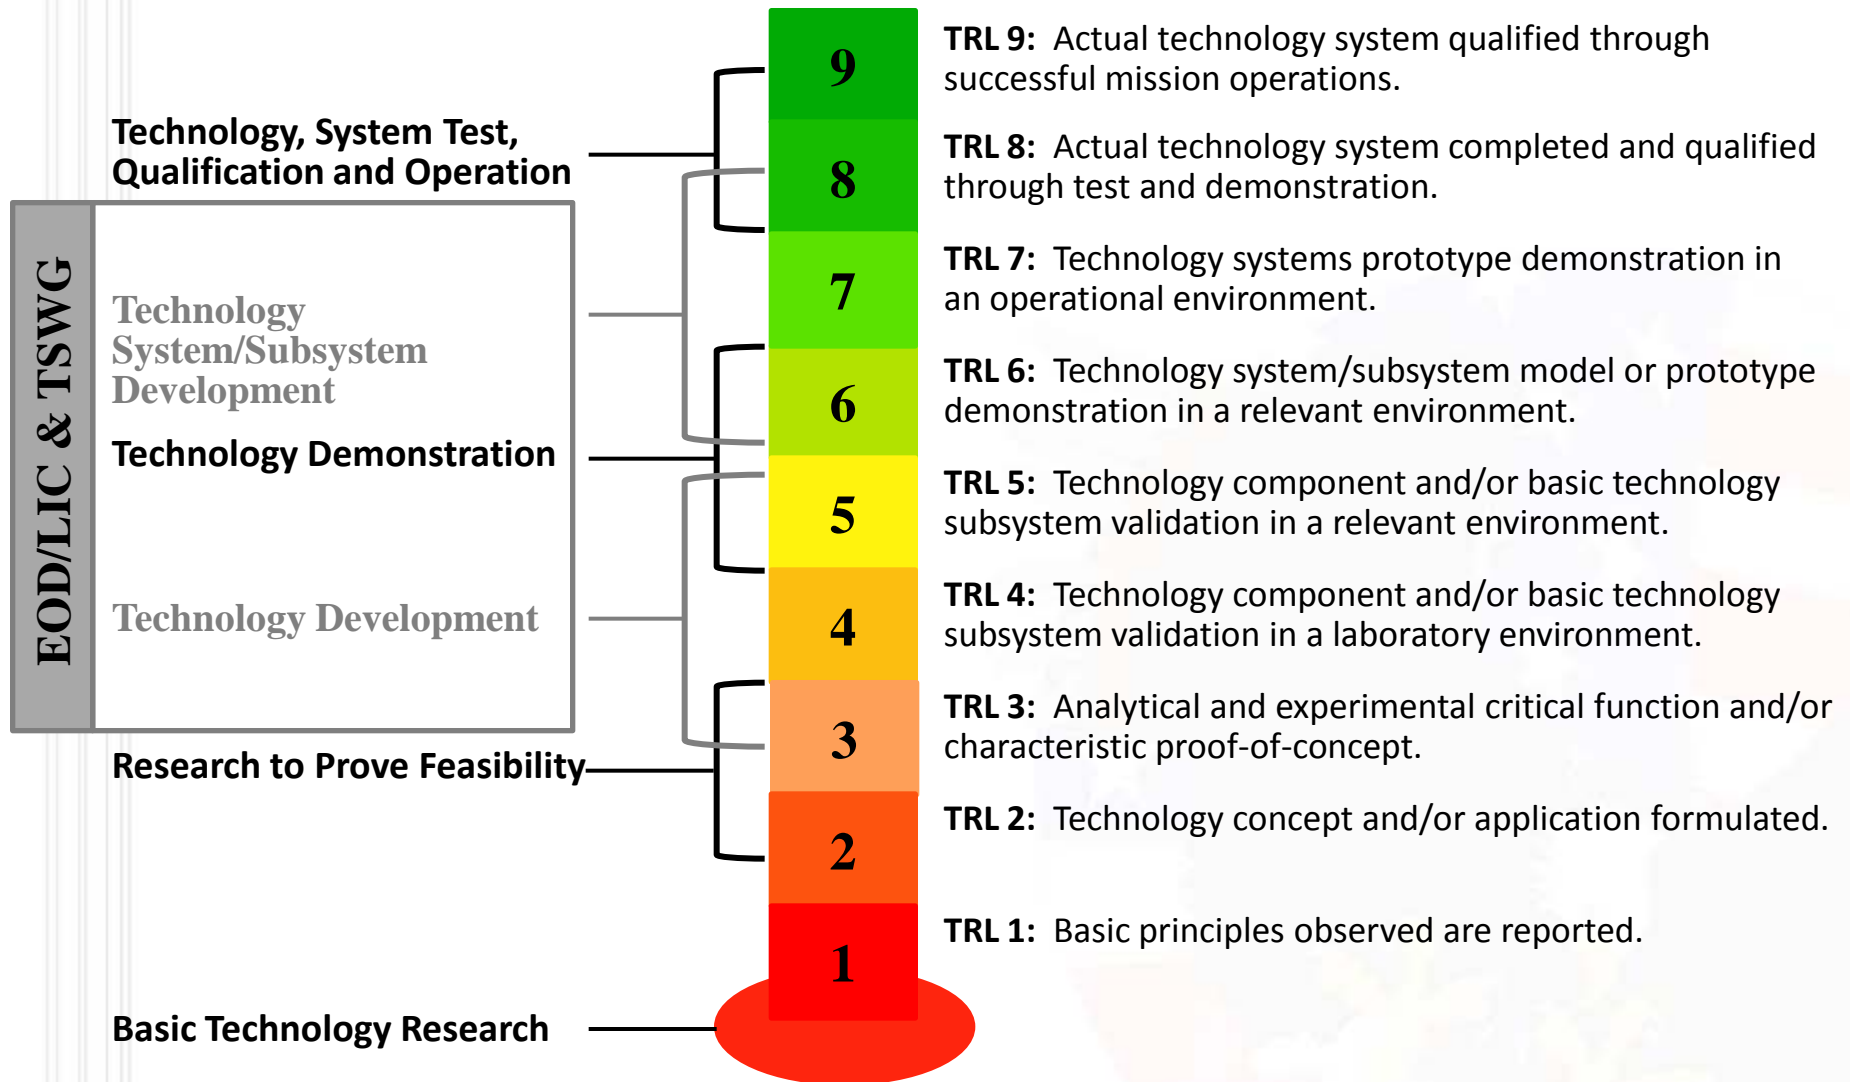 Technology, System Test,
Qualification and Operation
EOD/LIC & TSWG
Technology
System/Subsystem
Development
Technology Demonstration
Technology Development
Research to Prove Feasibility
Basic Technology Research
9
8
7
6
5
4
3
2
1
TRL 9: Actual technology system qualified through
successful mission operations.
TRL 8: Actual technology system completed and qualified
through test and demonstration.
TRL 7: Technology systems prototype demonstration in
an operational environment.
TRL 6: Technology system/subsystem model or prototype
demonstration in a relevant environment.
TRL 5: Technology component and/or basic technology
subsystem validation in a relevant environment.
TRL 4: Technology component and/or basic technology
subsystem validation in a laboratory environment.
TRL 3: Analytical and experimental critical function and/or
characteristic proof-of-concept.
TRL 2: Technology concept and/or application formulated.
TRL 1: Basic principles observed are reported.